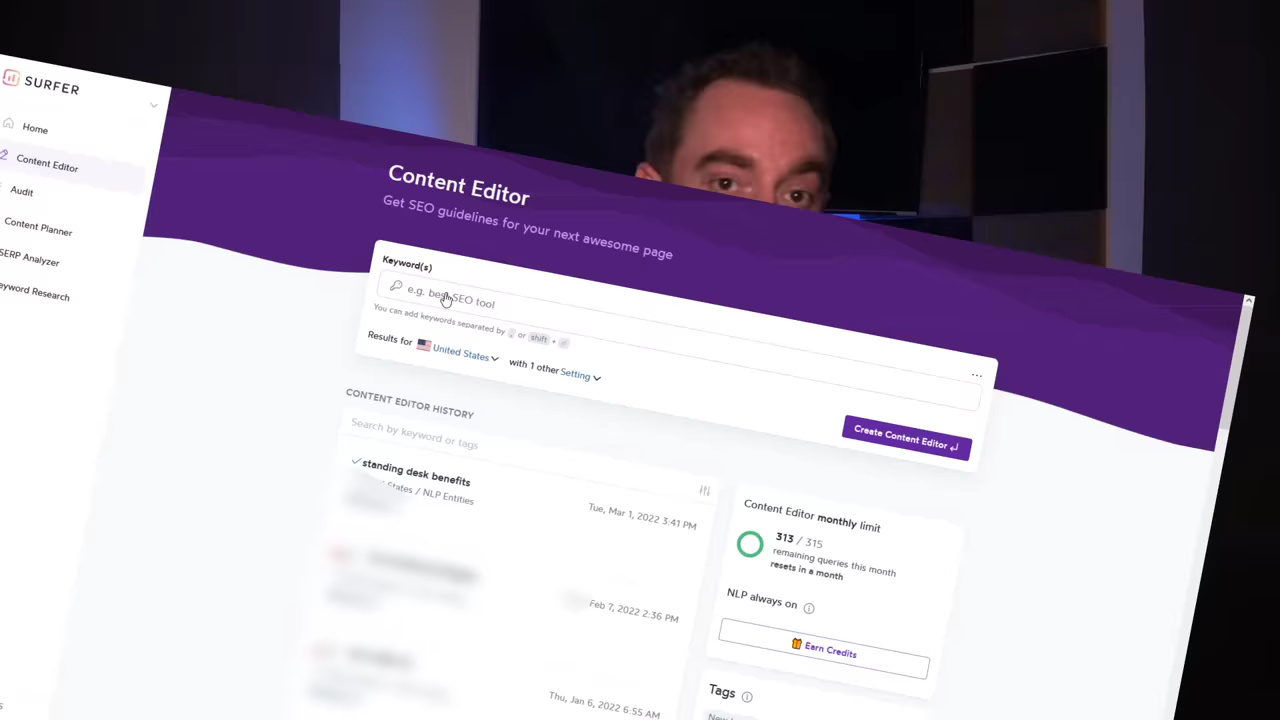 SURFER
Home
Content Editor
Audit
Content Planner
SERP Analyzer
eyword Research
Content Editor
Get SEO guidelines for your next awesome page
Keyword(s)
e.g. best SEO tool
You can add keywords separated by , or shift +
Results for United States with 1 other Setting
Create Content Editor
CONTENT EDITOR HISTORY
Search by keyword or tags
standing desk benefits
States / NLP Entities
Tue, Mar 1, 2022 3:41 PM
Feb 7, 2022 2:36 PM
Thu, Jan 6, 2022 6:55 AM
Content Editor monthly limit
313 / 315
remaining queries this month
resets in a month
NLP always on
Earn Credits
Tags